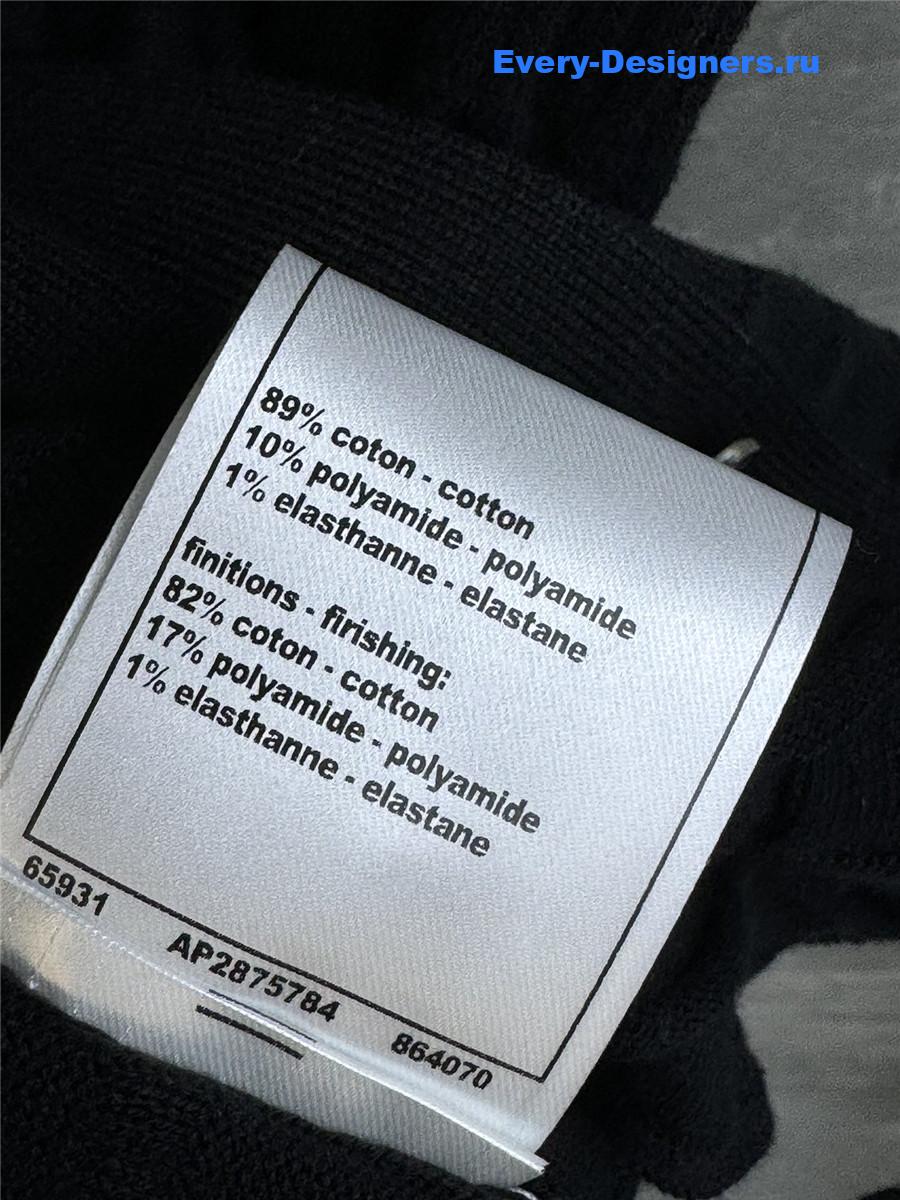 Every-Designers.ru
89% coton - cotton
10% polyamide - polyamide
1% elasthanne - elastane
finitions - firishing:
82% coton - cotton
17% polyamide - polyamide
1% elasthanne - elastane
65931 AP2875784 864070